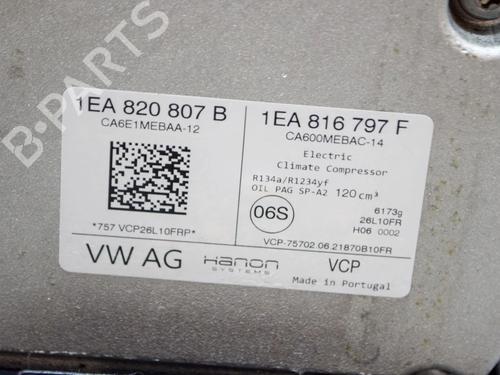 B-PARTS
1EA 820 807 B
CA6E1MEBAA-12
*757 VCP26L10FRP*
VW AG
Hanon
SYSTEMS
1EA 816 797 F
CA600MEBAC-14
Electric
Climate Compressor
R134a/R1234yf
OIL PAG SP-A2 120 cm³
06S
6173g
26L10FR
H06 0002
VCP-75702.06.21870B10FR
VCP
Made in Portugal